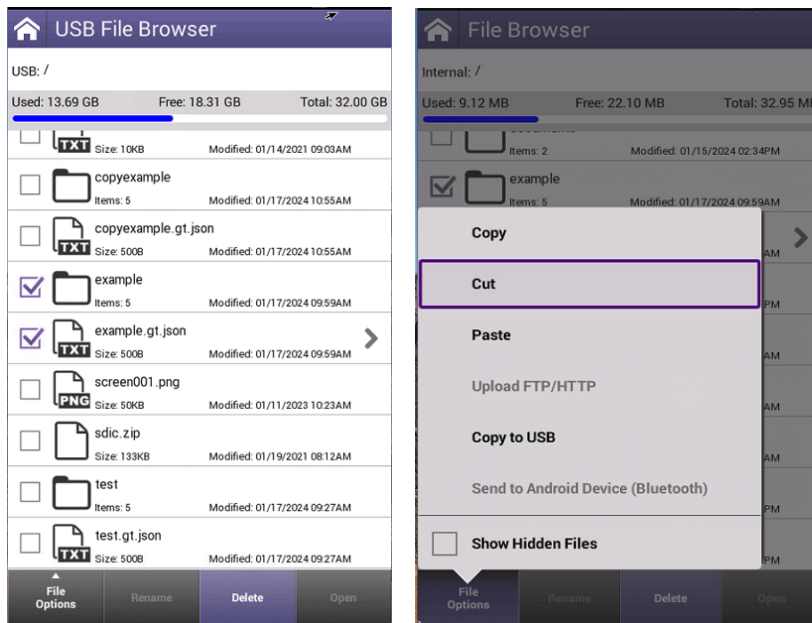 USB File Browser
USB: /
Used: 13.69 GB Free: 18.31 GB Total: 32.00 GB
TXT Size: 10KB Modified: 01/14/2021 09:03AM
copyexample
Items: 5 Modified: 01/17/2024 10:55AM
copyexample.gt.json
TXT Size: 500B Modified: 01/17/2024 10:55AM
example
Items: 5 Modified: 01/17/2024 09:59AM
example.gt.json
TXT Size: 500B Modified: 01/17/2024 09:59AM
screen001.png
PNG Size: 50KB Modified: 01/11/2023 10:23AM
sdic.zip
Size: 133KB Modified: 01/19/2021 08:12AM
test
Items: 5 Modified: 01/17/2024 09:27AM
test.gt.json
TXT Size: 500B Modified: 01/17/2024 09:27AM
File Options Rename Delete Open
File Browser
Internal: /
Used: 9.12 MB Free: 22.10 MB Total: 32.95 M
Items: 2 Modified: 01/15/2024 02:34PM
example
Items: 5 Modified: 01/17/2024 09:59AM
Copy
AM
Cut
PM
Paste
AM
Upload FTP/HTTP
AM
Copy to USB
AM
Send to Android Device (Bluetooth)
PM
Show Hidden Files
PM
File Options Rename Delete Open